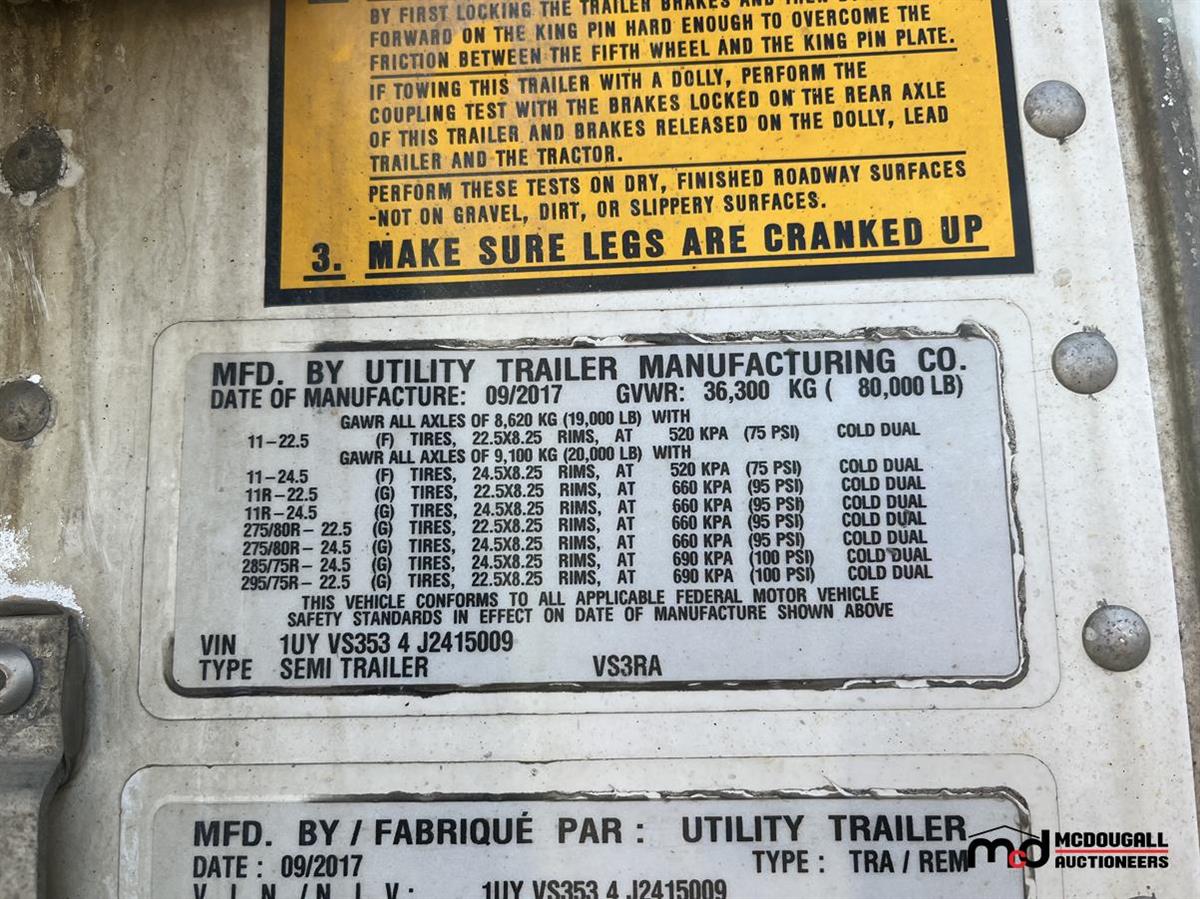 BY FIRST LOCKING THE TRAILER BRAKES AND THEN
FORWARD ON THE KING PIN HARD ENOUGH TO OVERCOME THE
FRICTION BETWEEN THE FIFTH WHEEL AND THE KING PIN PLATE.
IF TOWING THIS TRAILER WITH A DOLLY, PERFORM THE
COUPLING TEST WITH THE BRAKES LOCKED ON THE REAR AXLE
OF THIS TRAILER AND BRAKES RELEASED ON THE DOLLY, LEAD
TRAILER AND THE TRACTOR.
PERFORM THESE TESTS ON DRY, FINISHED ROADWAY SURFACES
-NOT ON GRAVEL, DIRT, OR SLIPPERY SURFACES.
3. MAKE SURE LEGS ARE CRANKED UP
MFD. BY UTILITY TRAILER MANUFACTURING CO.
DATE OF MANUFACTURE: 09/2017 GVWR: 36,300 KG ( 80,000 LB)
GAWR ALL AXLES OF 8,620 KG (19,000 LB) WITH
11-22.5 (F) TIRES, 22.5X8.25 RIMS, AT 520 KPA (75 PSI) COLD DUAL
GAWR ALL AXLES OF 9,100 KG (20,000 LB) WITH
11-24.5 (F) TIRES, 24.5X8.25 RIMS, AT 520 KPA (75 PSI) COLD DUAL
11R-22.5 (G) TIRES, 22.5X8.25 RIMS, AT 660 KPA (95 PSI) COLD DUAL
11R-24.5 (G) TIRES, 24.5X8.25 RIMS, AT 660 KPA (95 PSI) COLD DUAL
275/80R- 22.5 (G) TIRES, 22.5X8.25 RIMS, AT 660 KPA (95 PSI) COLD DUAL
275/80R- 24.5 (G) TIRES, 24.5X8.25 RIMS, AT 660 KPA (95 PSI) COLD DUAL
285/75R- 24.5 (G) TIRES, 24.5X8.25 RIMS, AT 690 KPA (100 PSI) COLD DUAL
295/75R- 22.5 (G) TIRES, 22.5X8.25 RIMS, AT 690 KPA (100 PSI) COLD DUAL
THIS VEHICLE CONFORMS TO ALL APPLICABLE FEDERAL MOTOR VEHICLE
SAFETY STANDARDS IN EFFECT ON DATE OF MANUFACTURE SHOWN ABOVE
VIN 1UY VS353 4 J2415009
TYPE SEMI TRAILER VS3RA
MFD. BY / FABRIQUÉ PAR : UTILITY TRAILER
DATE : 09/2017 TYPE : TRA / REM
V. I. N. / N. I. V. : 1UY VS353 4 J2415009
mcD MCDOUGALL
AUCTIONEERS